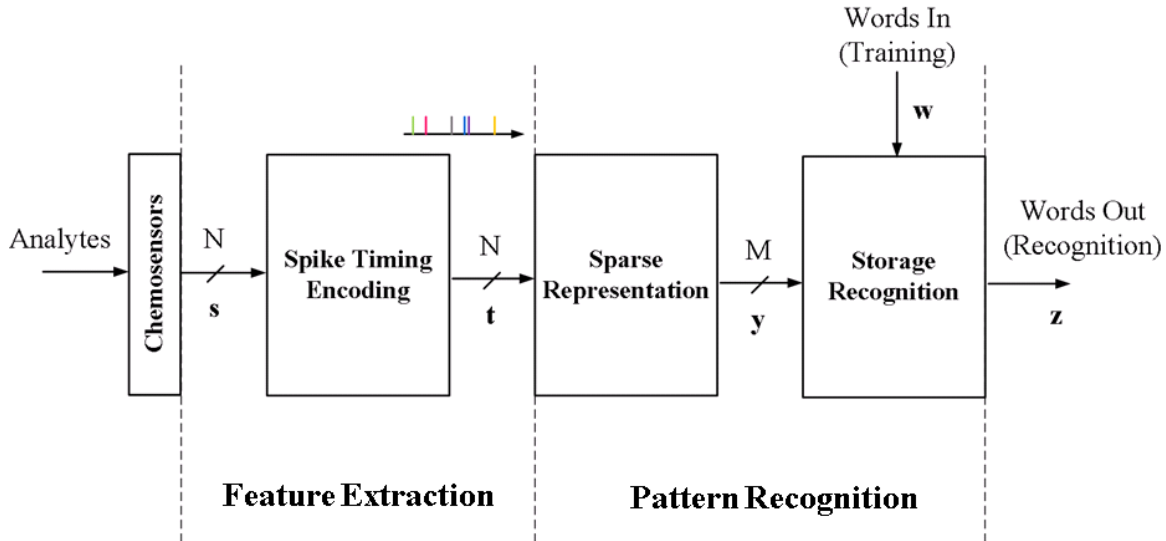 Words In
(Training)
w
Analytes
Chemosensors
N
s
Spike Timing
Encoding
N
t
Sparse
Representation
M
y
Storage
Recognition
Words Out
(Recognition)
z
Feature Extraction
Pattern Recognition